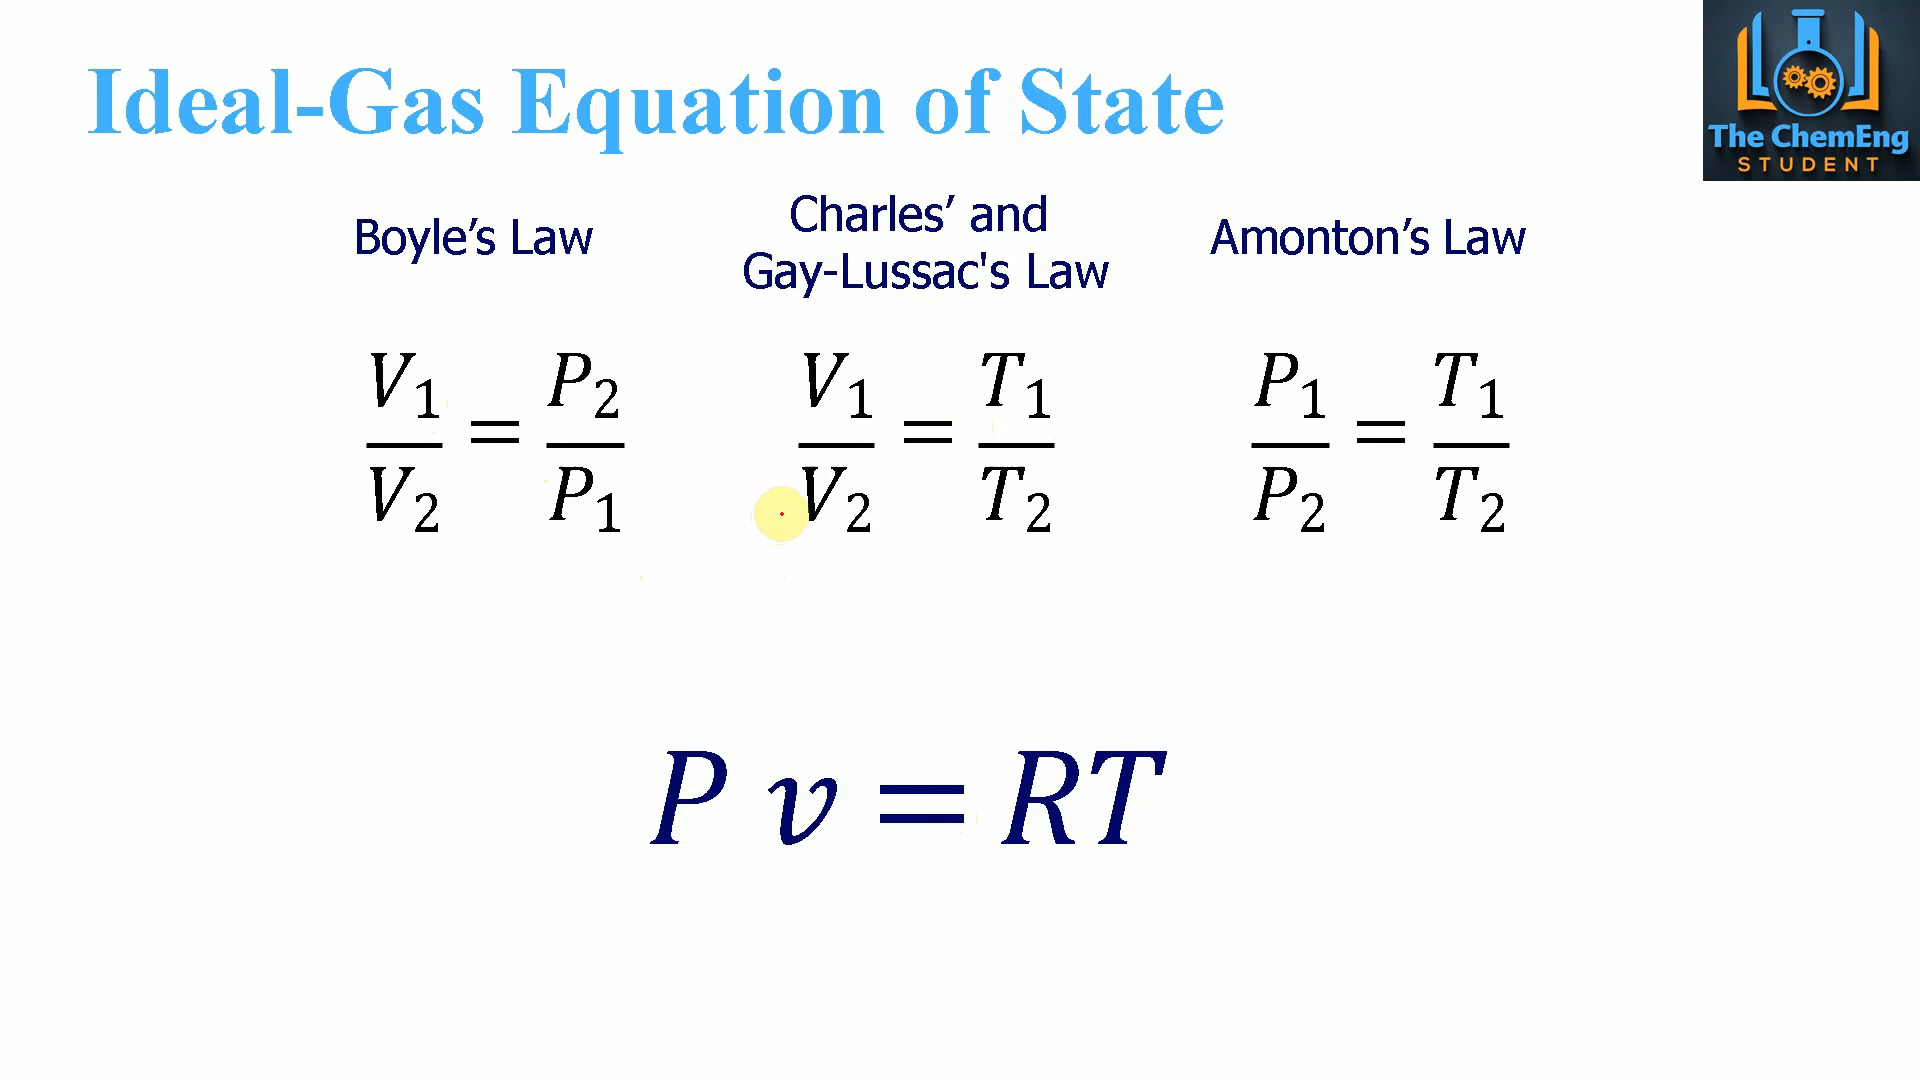 Ideal-Gas Equation of State
The ChemEng
STUDENT
Boyle’s Law
Charles’ and
Gay-Lussac's Law
Amonton’s Law
V₁/V₂ = P₂/P₁
V₁/V₂ = T₁/T₂
P₁/P₂ = T₁/T₂
P v = RT